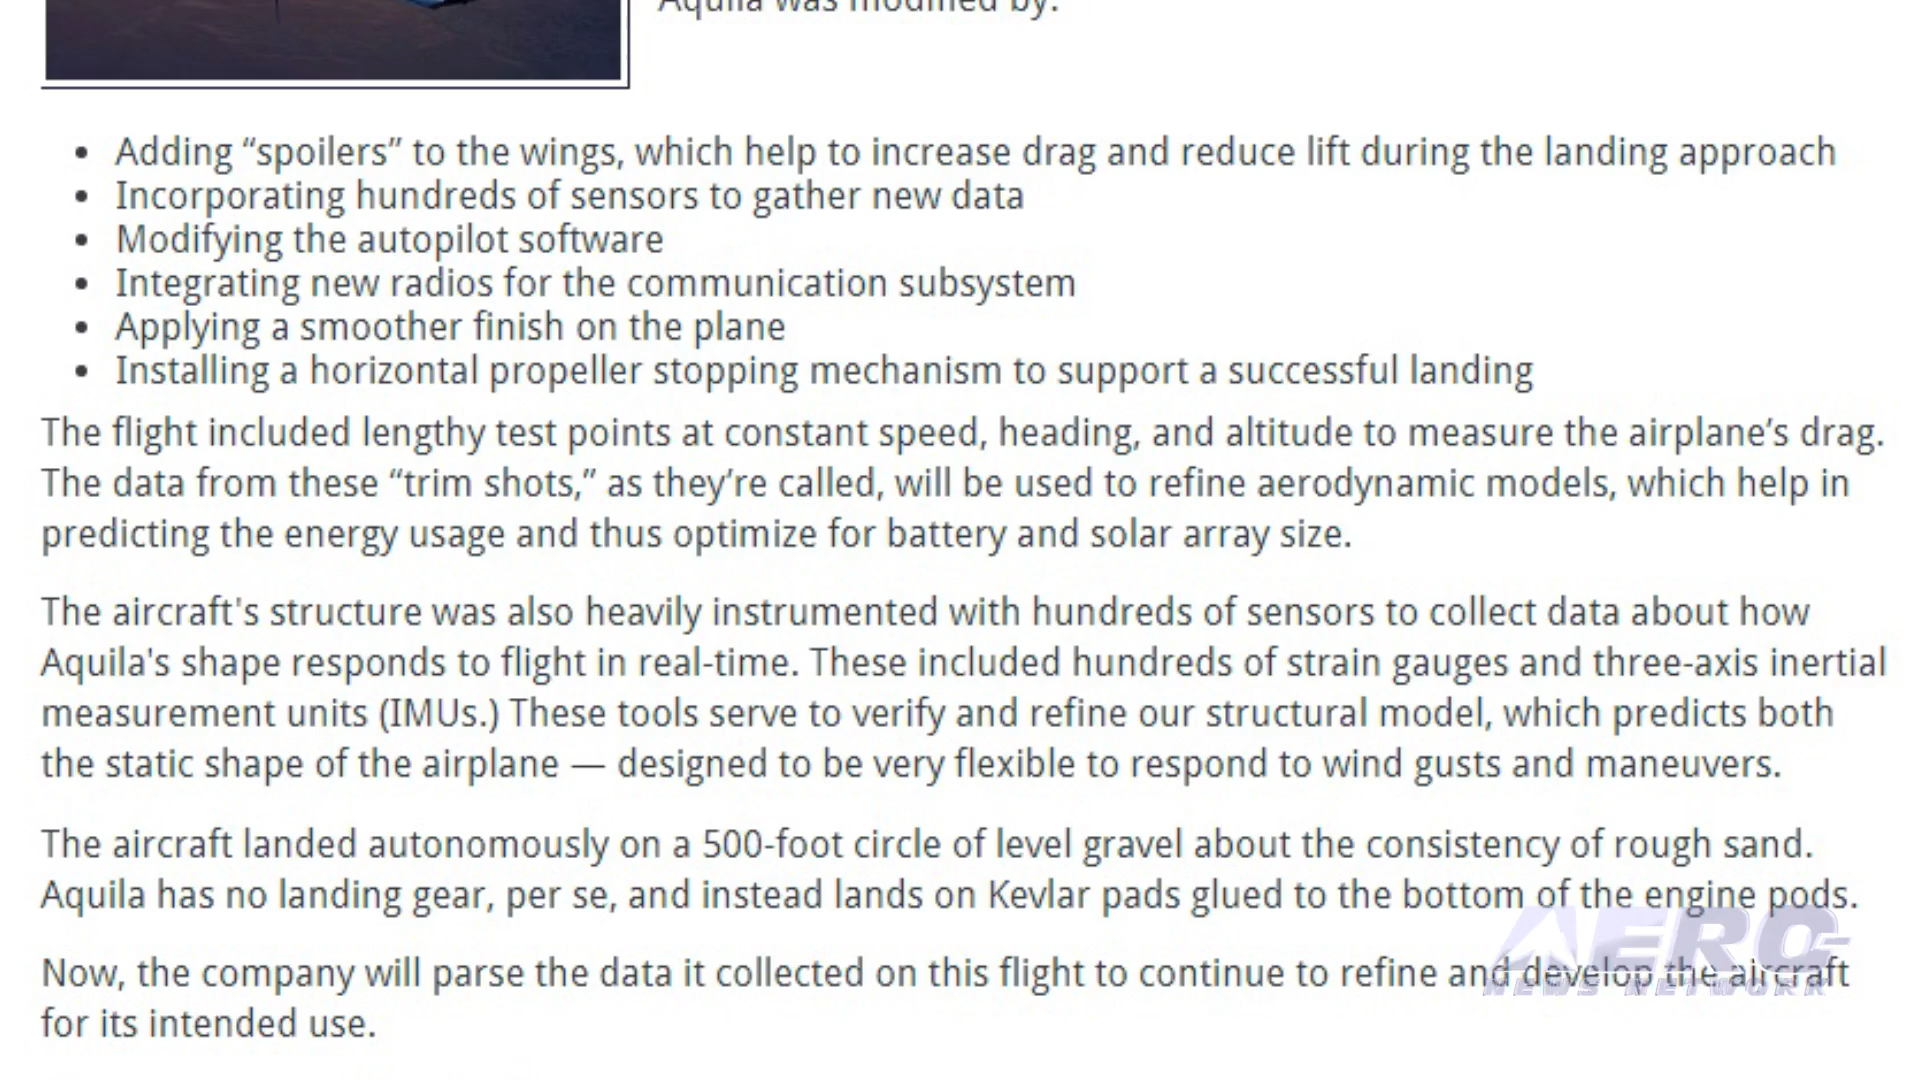 Aquila was modified by:
• Adding “spoilers” to the wings, which help to increase drag and reduce lift during the landing approach
• Incorporating hundreds of sensors to gather new data
• Modifying the autopilot software
• Integrating new radios for the communication subsystem
• Applying a smoother finish on the plane
• Installing a horizontal propeller stopping mechanism to support a successful landing
The flight included lengthy test points at constant speed, heading, and altitude to measure the airplane’s drag.
The data from these “trim shots,” as they’re called, will be used to refine aerodynamic models, which help in
predicting the energy usage and thus optimize for battery and solar array size.
The aircraft's structure was also heavily instrumented with hundreds of sensors to collect data about how
Aquila's shape responds to flight in real-time. These included hundreds of strain gauges and three-axis inertial
measurement units (IMUs.) These tools serve to verify and refine our structural model, which predicts both
the static shape of the airplane — designed to be very flexible to respond to wind gusts and maneuvers.
The aircraft landed autonomously on a 500-foot circle of level gravel about the consistency of rough sand.
Aquila has no landing gear, per se, and instead lands on Kevlar pads glued to the bottom of the engine pods.
Now, the company will parse the data it collected on this flight to continue to refine and develop the aircraft
for its intended use.
AERO
NEWS NETWORK